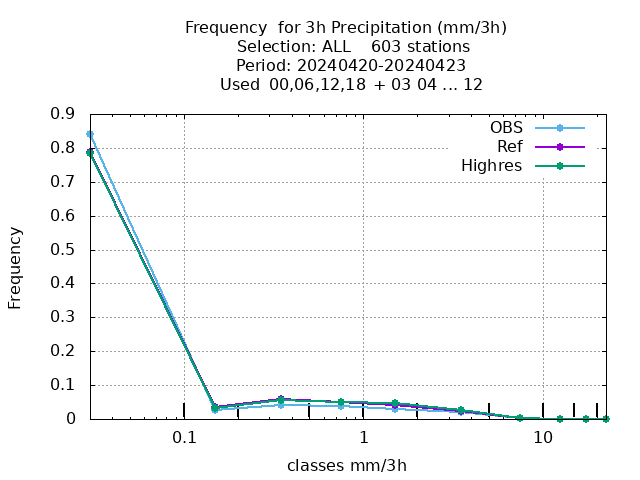 Frequency  for 3h Precipitation (mm/3h)
Selection: ALL    603 stations
Period: 20240420-20240423
Used 00,06,12,18 + 03 04 ... 12
OBS
Ref
Highres
Frequency
0.9
0.8
0.7
0.6
0.5
0.4
0.3
0.2
0.1
0
0.1
1
10
classes mm/3h